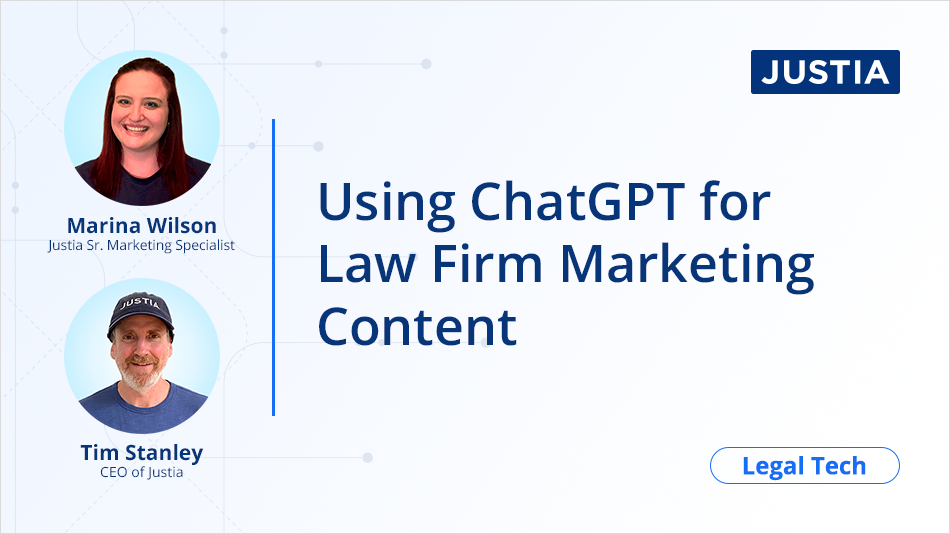 JUSTIA
Marina Wilson
Justia Sr. Marketing Specialist
JUSTIA
Tim Stanley
CEO of Justia
Using ChatGPT for
Law Firm Marketing
Content
Legal Tech